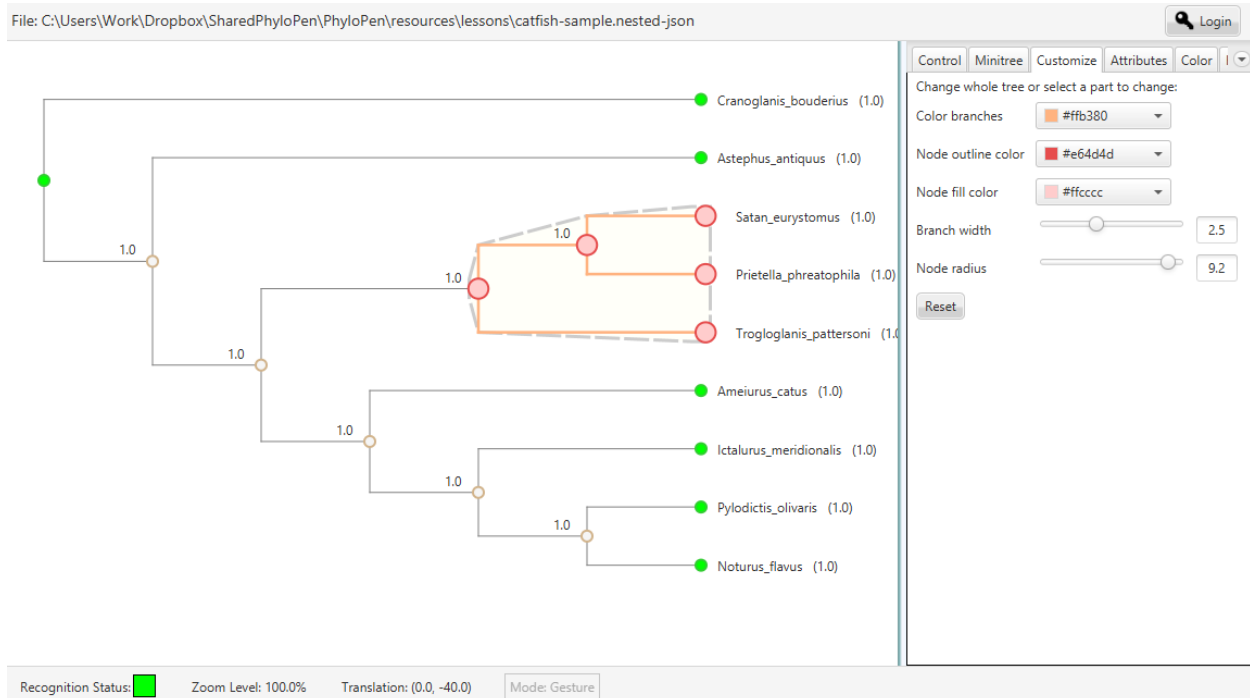 File: C:\Users\Work\Dropbox\SharedPhyloPen\PhyloPen\resources\lessons\catfish-sample.nested-json
Login
Control Minitree Customize Attributes Color
Change whole tree or select a part to change:
Color branches #ffb380
Node outline color #e64d4d
Node fill color #ffcccc
Branch width 2.5
Node radius 9.2
Reset
Cranoglanis_bouderius (1.0)
Astephus_antiquus (1.0)
1.0 Satan_eurystomus (1.0)
1.0
1.0 Prietella_phreatophila (1.0)
Trogloglanis_pattersoni (1.0
1.0
Ameiurus_catus (1.0)
1.0
Ictalurus_meridionalis (1.0)
1.0
Pylodictis_olivaris (1.0)
1.0
Noturus_flavus (1.0)
Recognition Status: Zoom Level: 100.0% Translation: (0.0, -40.0) Mode: Gesture